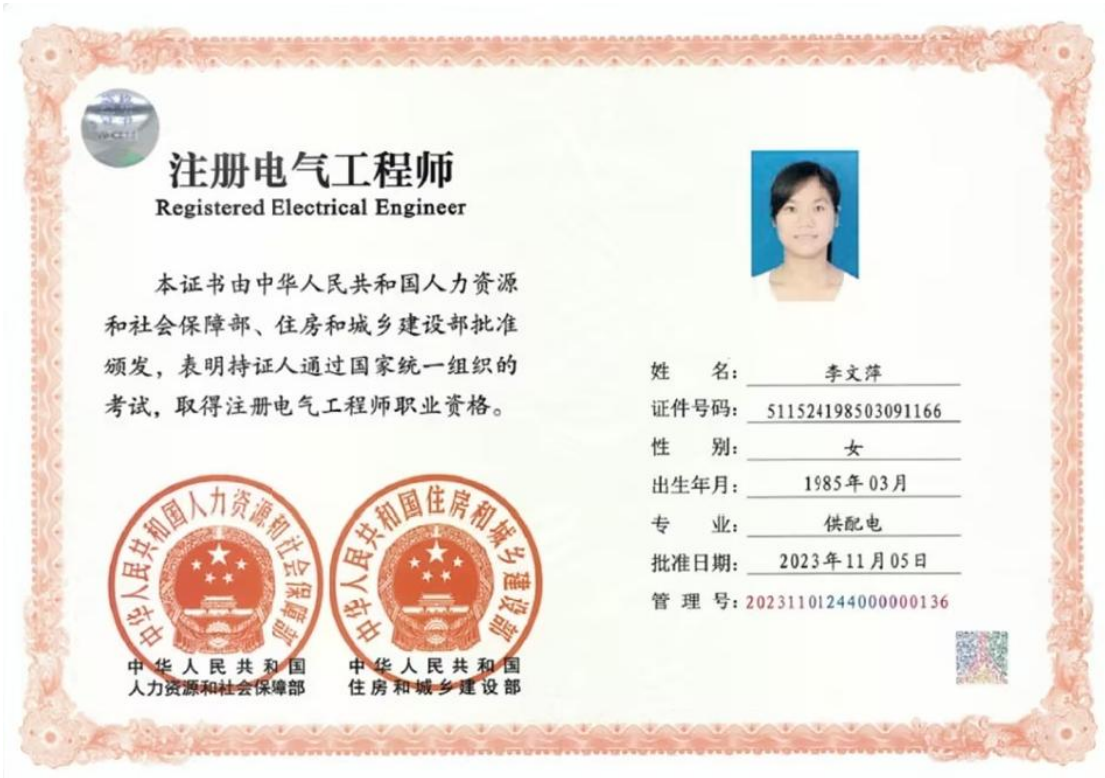 注册电气工程师
Registered Electrical Engineer
本证书由中华人民共和国人力资源
和社会保障部、住房和城乡建设部批准
颁发，表明持证人通过国家统一组织的
考试，取得注册电气工程师职业资格。
中华人民共和国人力资源和社会保障部
中华人民共和国住房和城乡建设部
中华人民共和国
人力资源和社会保障部
中华人民共和国
住房和城乡建设部
姓 名： 李文萍
证件号码： 511524198503091166
性 别： 女
出生年月： 1985年03月
专 业： 供配电
批准日期： 2023年11月05日
管 理 号： 20231101244000000136